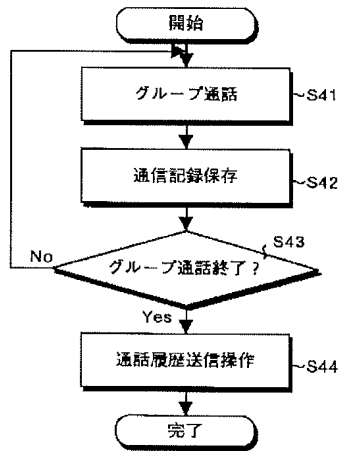 開始
グループ通話
S41
通信記録保存
S42
S43
グループ通話終了?
No
Yes
通話履歴送信操作
S44
完了